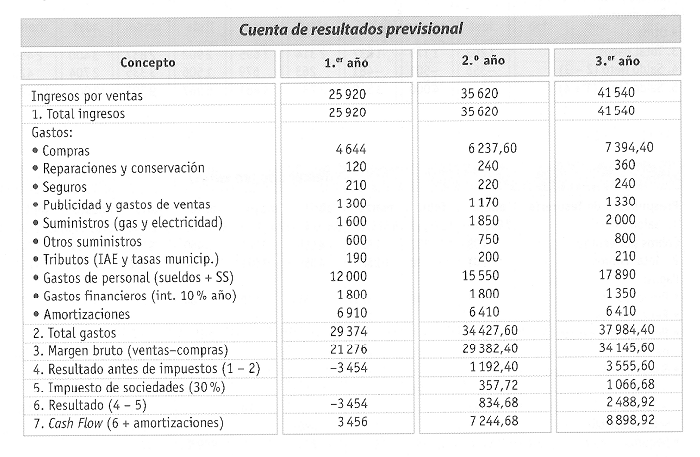 Cuenta de resultados previsional
Concepto 1.er año 2.º año 3.er año
Ingresos por ventas 25 920 35 620 41 540
1. Total ingresos 25 920 35 620 41 540
Gastos:
• Compras 4 644 6 237,60 7 394,40
• Reparaciones y conservación 120 240 360
• Seguros 210 220 240
• Publicidad y gastos de ventas 1 300 1 170 1 330
• Suministros (gas y electricidad) 1 600 1 850 2 000
• Otros suministros 600 750 800
• Tributos (IAE y tasas municip.) 190 200 210
• Gastos de personal (sueldos + SS) 12 000 15 550 17 890
• Gastos financieros (int. 10 % año) 1 800 1 800 1 350
• Amortizaciones 6 910 6 410 6 410
2. Total gastos 29 374 34 427,60 37 984,40
3. Margen bruto (ventas–compras) 21 276 29 382,40 34 145,60
4. Resultado antes de impuestos (1 – 2) –3 454 1 192,40 3 555,60
5. Impuesto de sociedades (30 %) 357,72 1 066,68
6. Resultado (4 – 5) –3 454 834,68 2 488,92
7. Cash Flow (6 + amortizaciones) 3 456 7 244,68 8 898,92